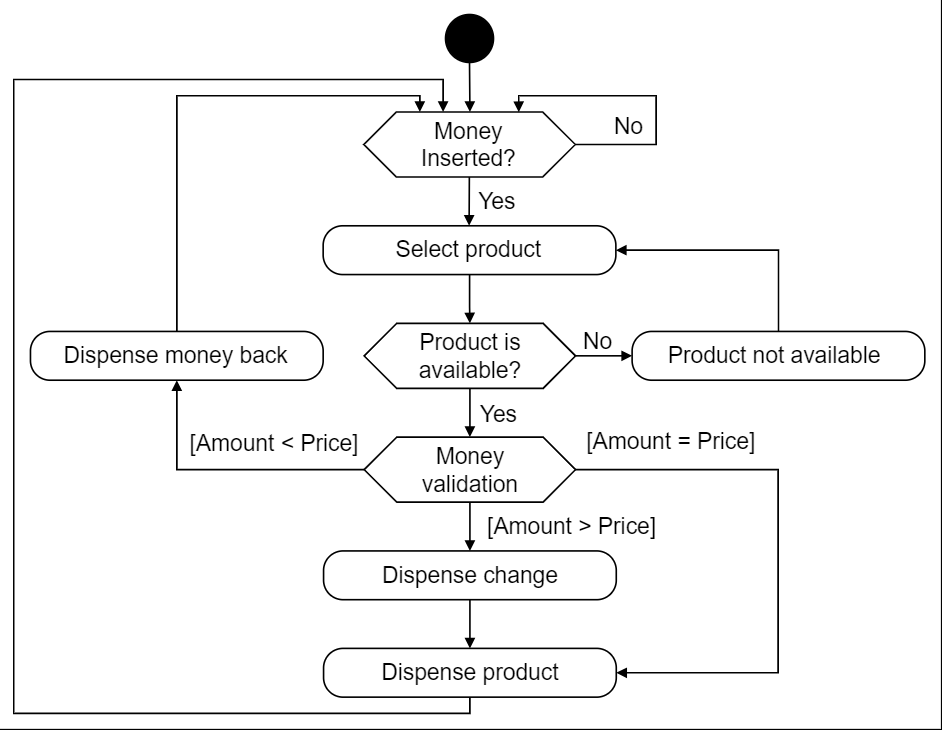 Money
Inserted?
No
Yes
Select product
Product is
available?
No
Product not available
Dispense money back
Yes
[Amount < Price]
Money
validation
[Amount = Price]
[Amount > Price]
Dispense change
Dispense product